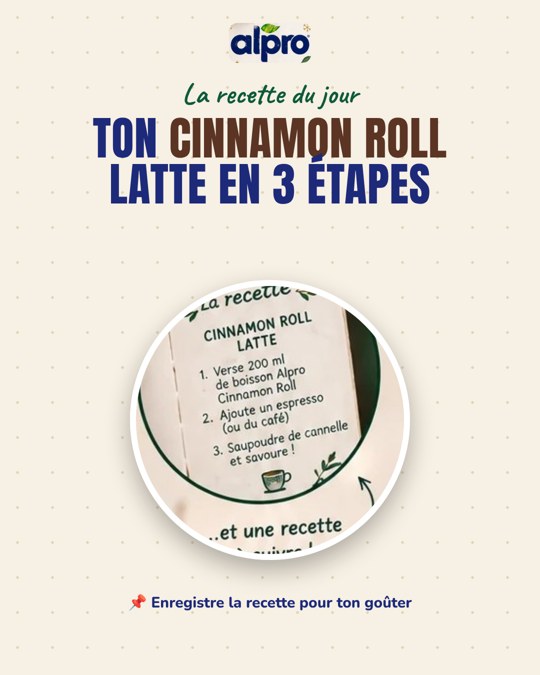 alpro
La recette du jour
TON CINNAMON ROLL
LATTE EN 3 ÉTAPES
La recette
CINNAMON ROLL
LATTE
1. Verse 200 ml
de boisson Alpro
Cinnamon Roll
2. Ajoute un espresso
(ou du café)
3. Saupoudre de cannelle
et savoure !
...et une recette
à suivre !
📌 Enregistre la recette pour ton goûter